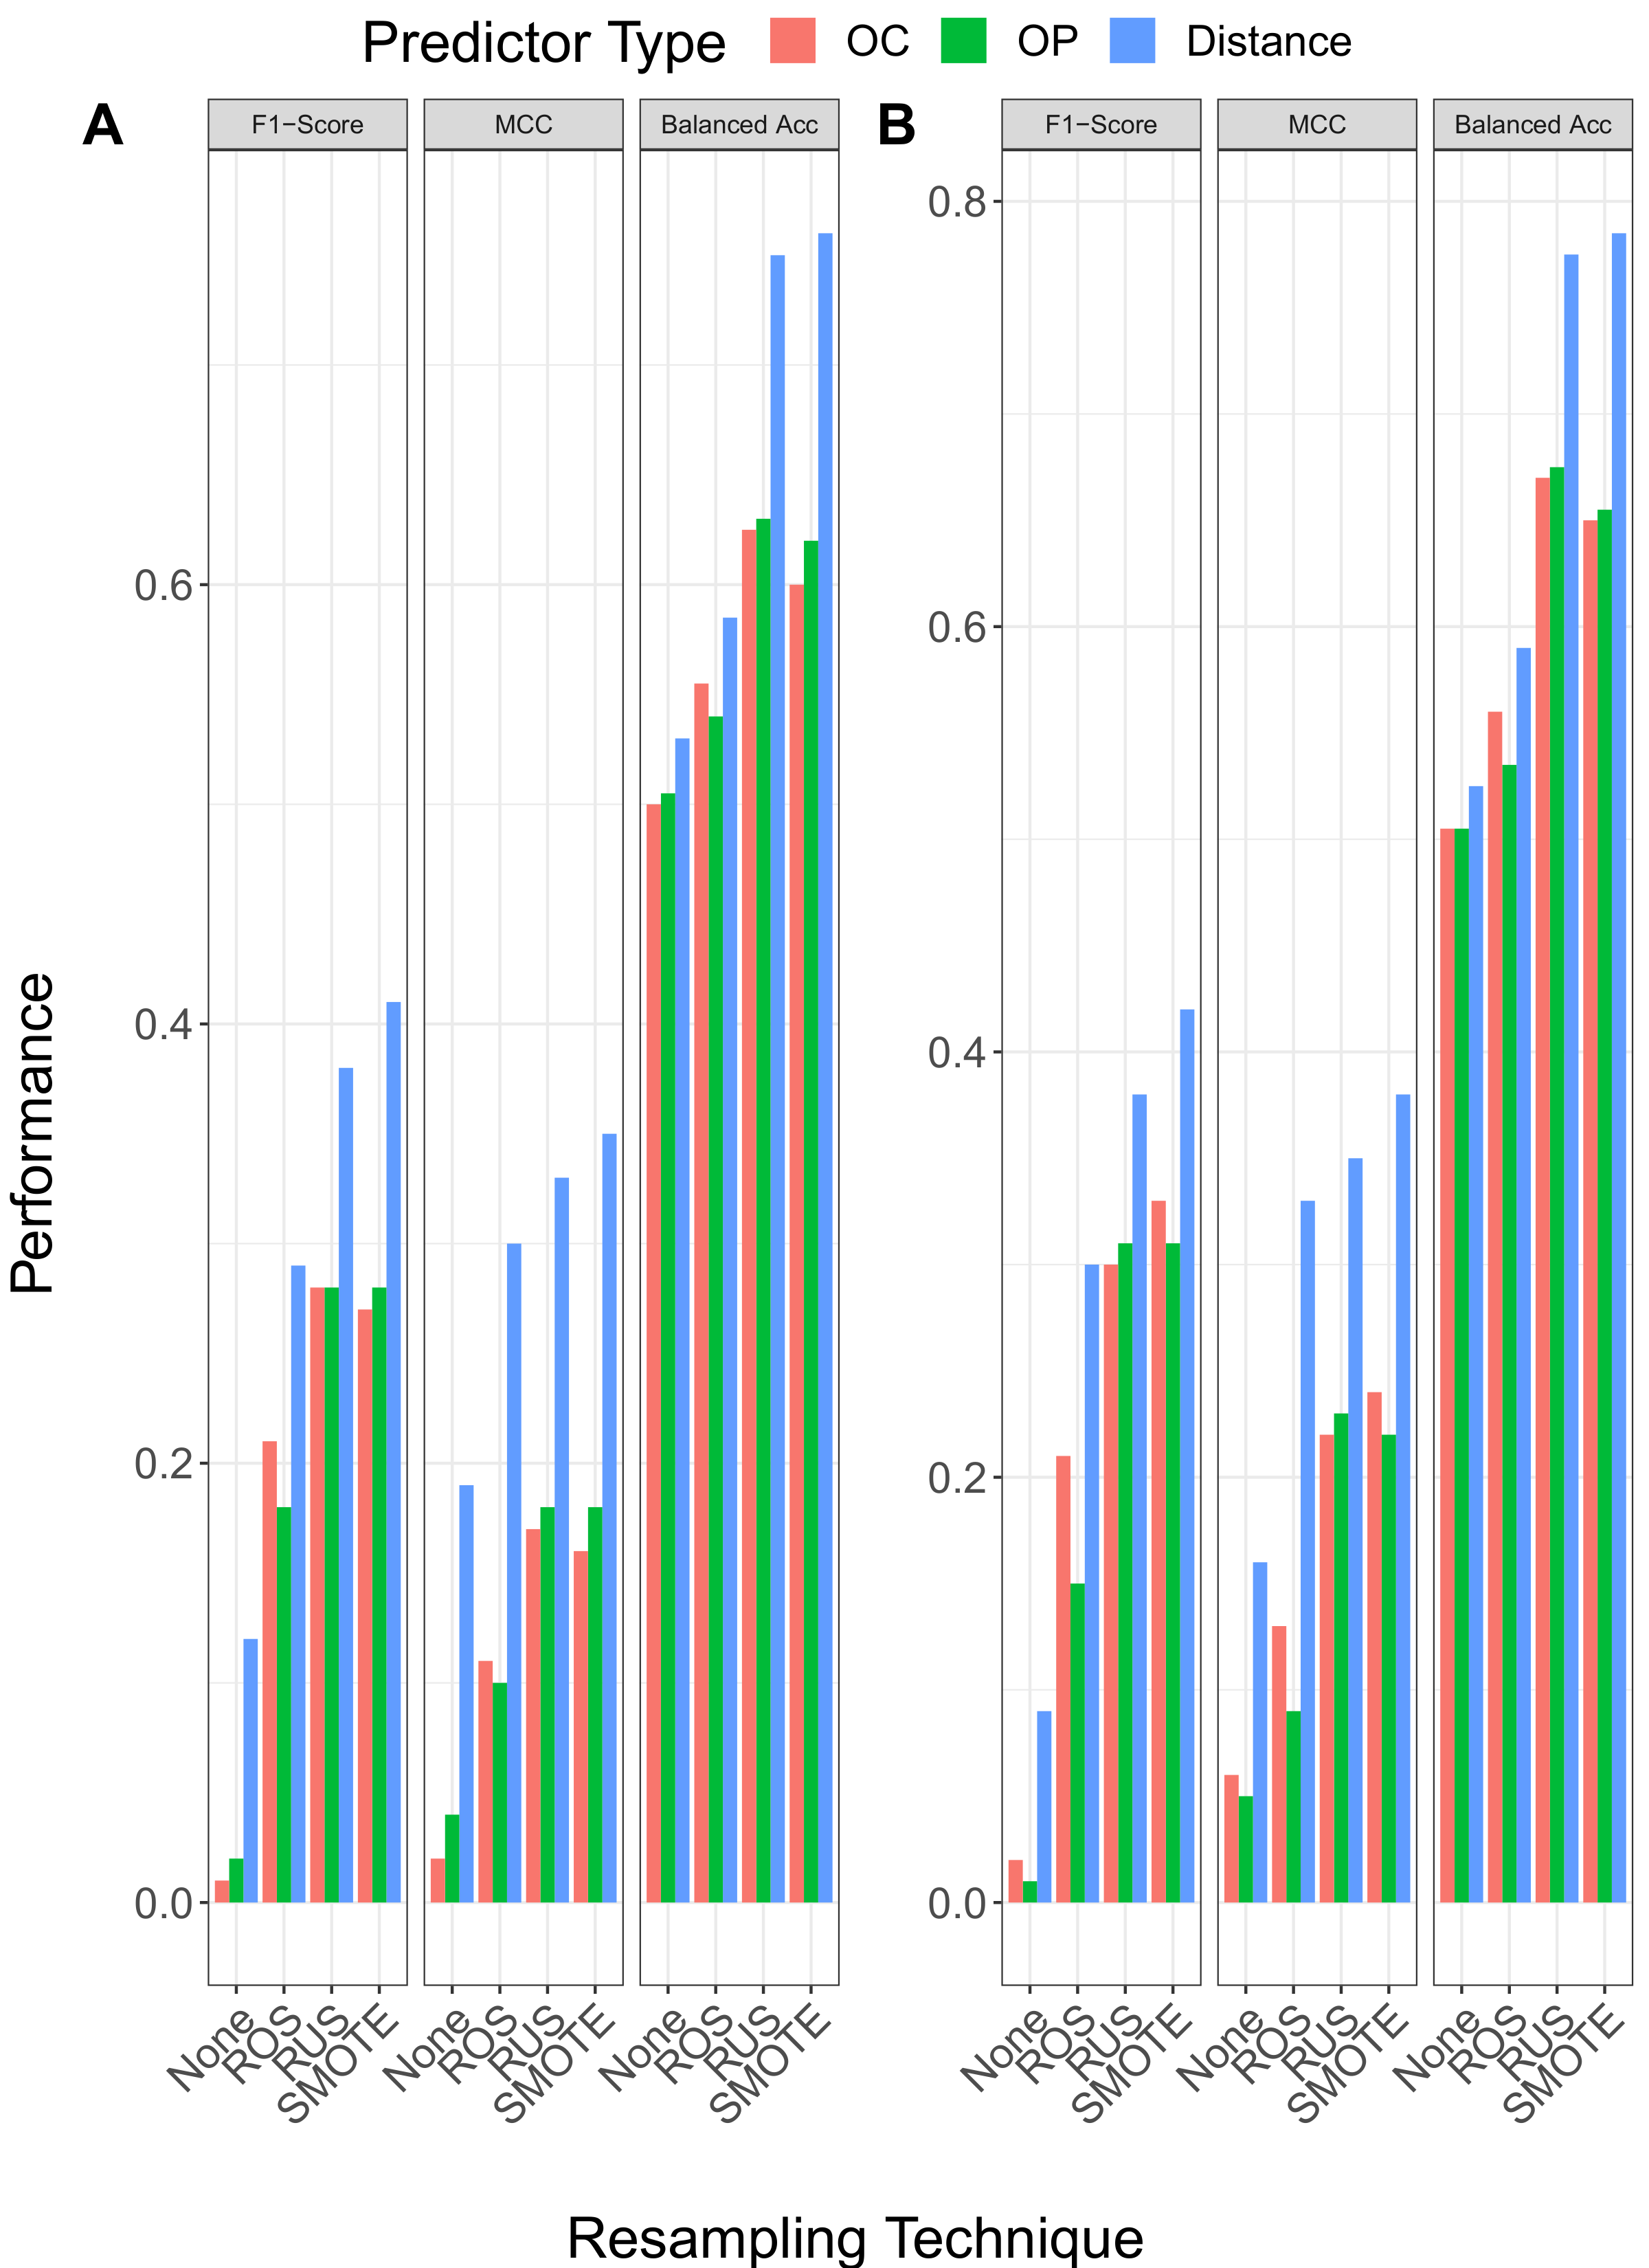 Predictor Type OC OP Distance
A F1−Score MCC Balanced Acc B F1−Score MCC Balanced Acc
0.8
0.6 0.6
0.4 0.4
Performance
0.2 0.2
0.0 0.0
None ROS RUS SMOTE None ROS RUS SMOTE None ROS RUS SMOTE None ROS RUS SMOTE None ROS RUS SMOTE None ROS RUS SMOTE
Resampling Technique